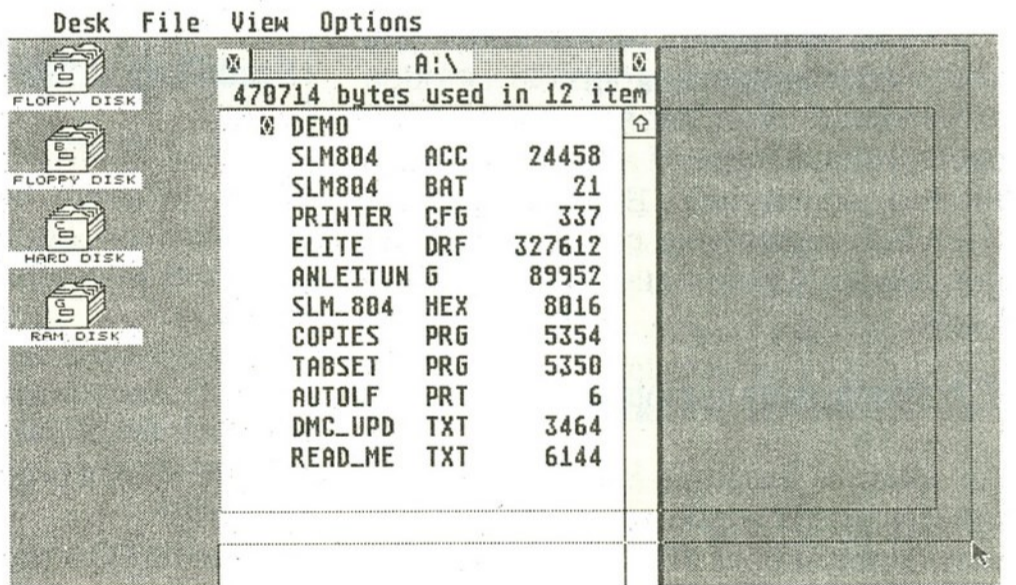 Desk File View Options
A:\
470714 bytes used in 12 item
DEMO
SLM804 ACC 24458
SLM804 BAT 21
PRINTER CFG 337
ELITE DRF 327612
ANLEITUN G 89952
SLM_804 HEX 8016
COPIES PRG 5354
TABSET PRG 5350
AUTOLF PRT 6
DMC_UPD TXT 3464
READ_ME TXT 6144
A
FLOPPY DISK
B
FLOPPY DISK
C
HARD DISK
G
RAM DISK